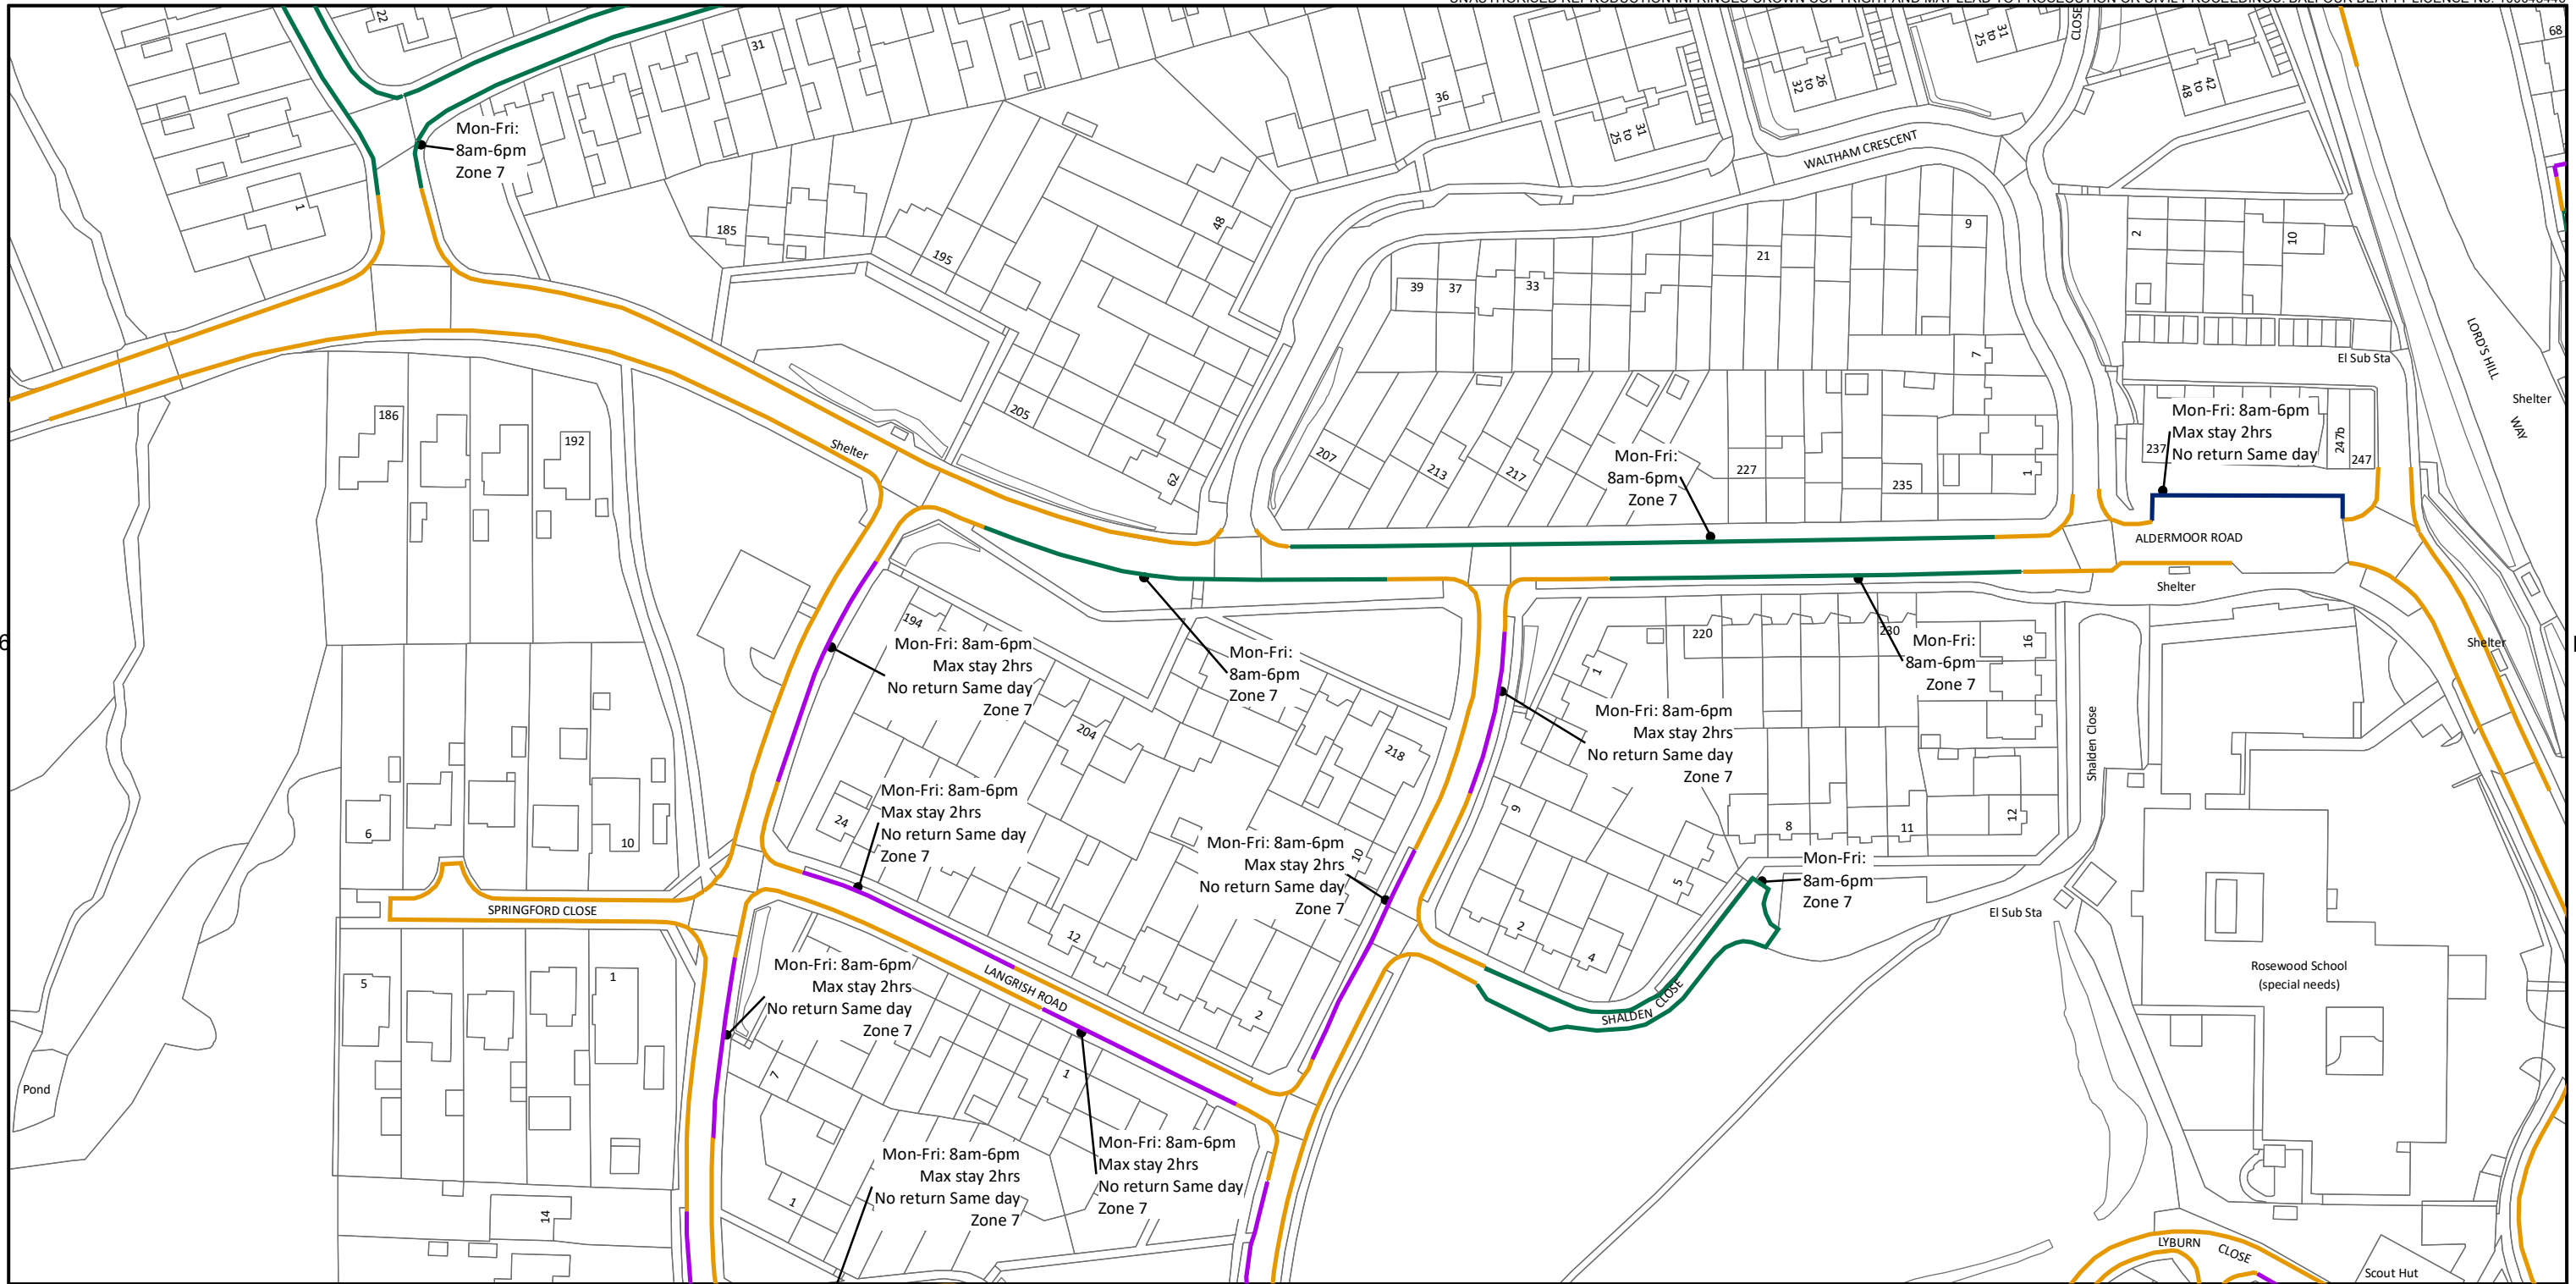 22
31
36
25
to
31
32
to
26
25
to
31
CLOSE
48
to
42
68
Mon-Fri:
8am-6pm
Zone 7
1
185
195
48
WALTHAM CRESCENT
9
21
39
37
33
7
2
10
El Sub Sta
LORD'S HILL
WAY
Shelter
186
192
Shelter
205
62
207
213
217
Mon-Fri:
8am-6pm
Zone 7
227
235
1
Mon-Fri: 8am-6pm
Max stay 2hrs
No return Same day
237
247b
247
ALDERMOOR ROAD
Shelter
Shelter
6
194
Mon-Fri: 8am-6pm
Max stay 2hrs
No return Same day
Zone 7
Mon-Fri:
8am-6pm
Zone 7
204
218
1
220
230
16
Mon-Fri:
8am-6pm
Zone 7
Mon-Fri: 8am-6pm
Max stay 2hrs
No return Same day
Zone 7
Shalden Close
6
10
24
Mon-Fri: 8am-6pm
Max stay 2hrs
No return Same day
Zone 7
Mon-Fri: 8am-6pm
Max stay 2hrs
No return Same day
Zone 7
10
9
8
11
12
5
Mon-Fri:
8am-6pm
Zone 7
SPRINGFORD CLOSE
12
2
4
El Sub Sta
5
1
Mon-Fri: 8am-6pm
Max stay 2hrs
No return Same day
Zone 7
LANGRISH ROAD
2
SHALDEN
CLOSE
Rosewood School
(special needs)
Pond
7
1
Mon-Fri: 8am-6pm
Max stay 2hrs
No return Same day
Zone 7
Mon-Fri: 8am-6pm
Max stay 2hrs
No return Same day
Zone 7
1
14
LYBURN
CLOSE
Scout Hut